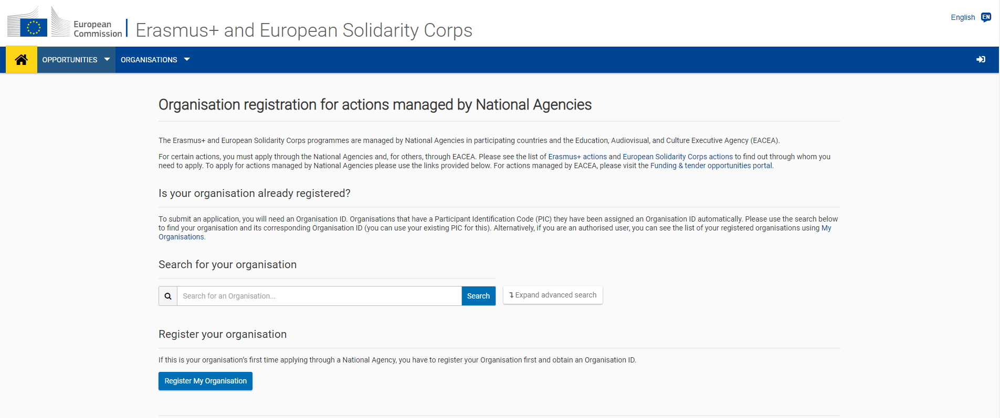 European
Commission
Erasmus+ and European Solidarity Corps
English EN
OPPORTUNITIES
ORGANISATIONS
Organisation registration for actions managed by National Agencies
The Erasmus+ and European Solidarity Corps programmes are managed by National Agencies in participating countries and the Education, Audiovisual, and Culture Executive Agency (EACEA).
For certain actions, you must apply through the National Agencies and, for others, through EACEA. Please see the list of Erasmus+ actions and European Solidarity Corps actions to find out through whom you
need to apply. To apply for actions managed by National Agencies please use the links provided below. For actions managed by EACEA, please visit the Funding & tender opportunities portal.
Is your organisation already registered?
To submit an application, you will need an Organisation ID. Organisations that have a Participant Identification Code (PIC) they have been assigned an Organisation ID automatically. Please use the search below
to find your organisation and its corresponding Organisation ID (you can use your existing PIC for this). Alternatively, if you are an authorised user, you can see the list of your registered organisations using My
Organisations.
Search for your organisation
Search for an Organisation...
Search
Expand advanced search
Register your organisation
If this is your organisation’s first time applying through a National Agency, you have to register your Organisation first and obtain an Organisation ID.
Register My Organisation